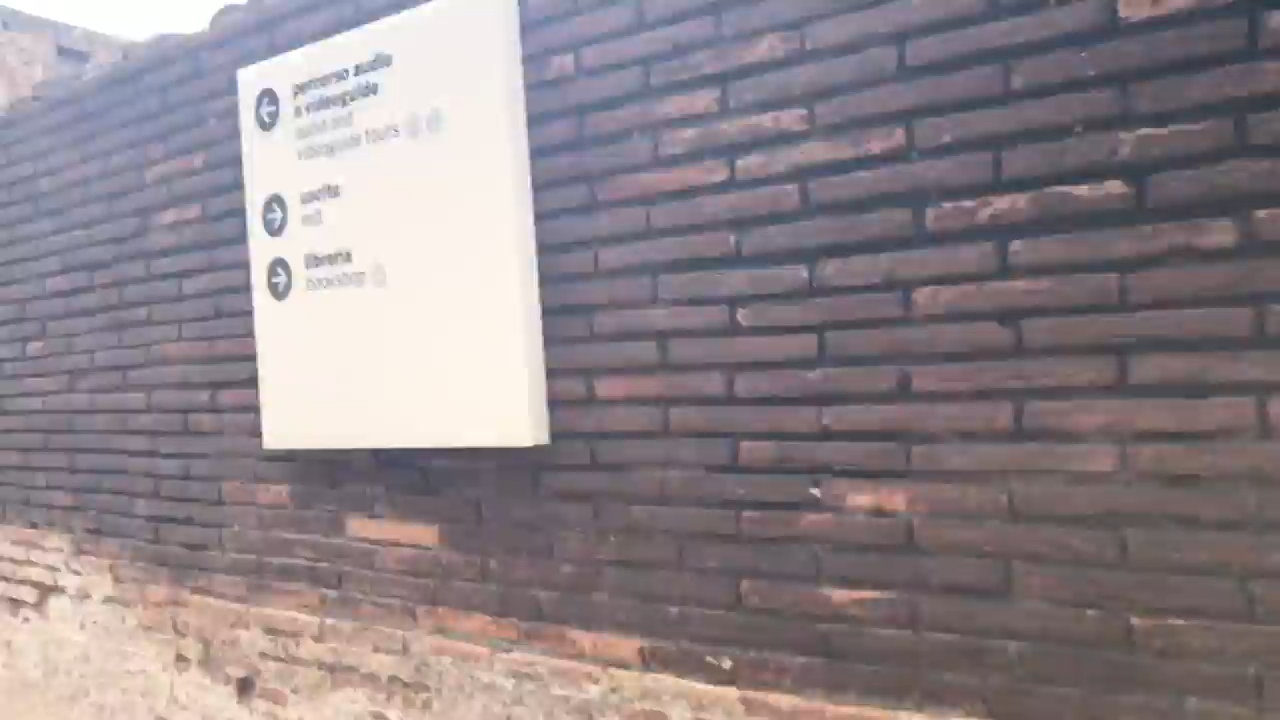 percorso audio
e videoguide
audio and
videoguide tours
uscita
exit
libreria
bookshop